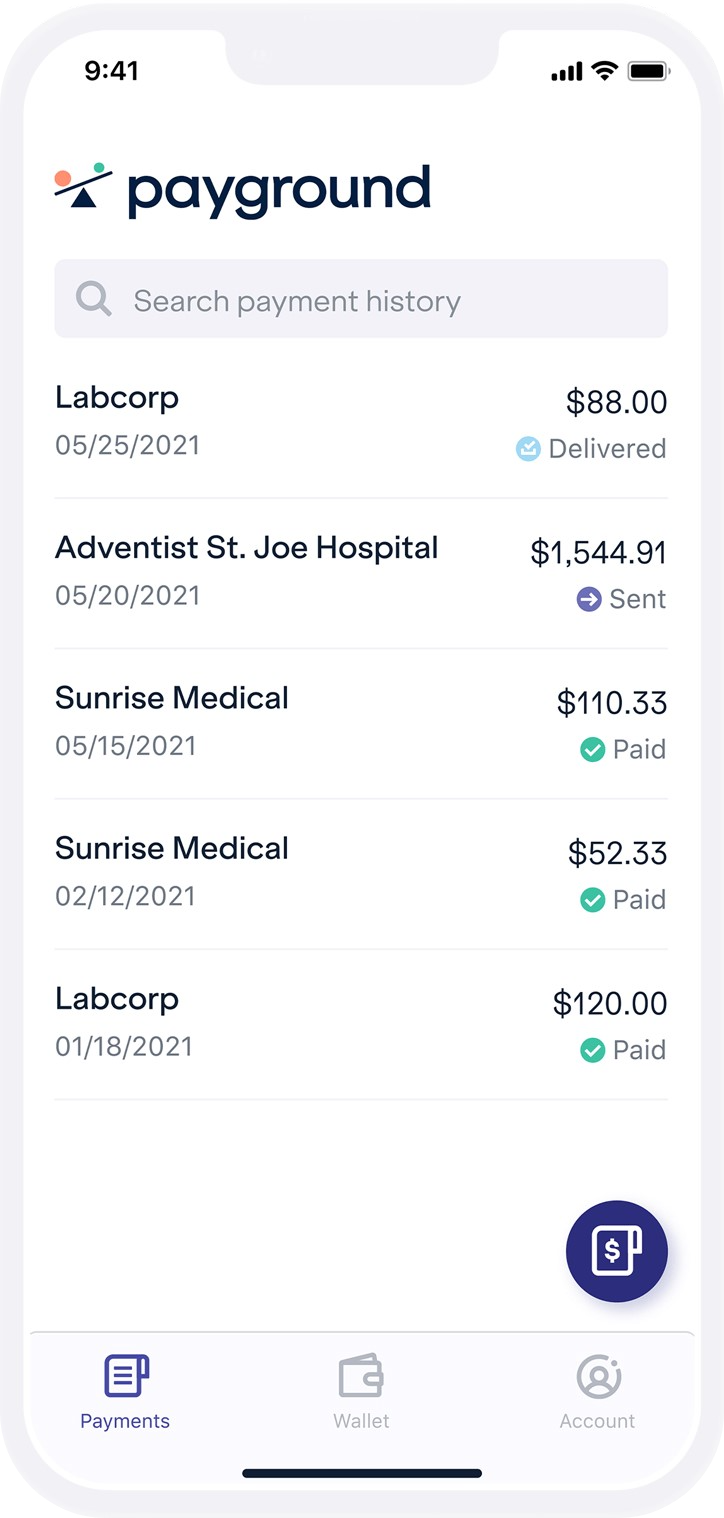 9:41
payground
Search payment history
Labcorp $88.00
05/25/2021 Delivered
Adventist St. Joe Hospital $1,544.91
05/20/2021 Sent
Sunrise Medical $110.33
05/15/2021 Paid
Sunrise Medical $52.33
02/12/2021 Paid
Labcorp $120.00
01/18/2021 Paid
$
Payments Wallet Account